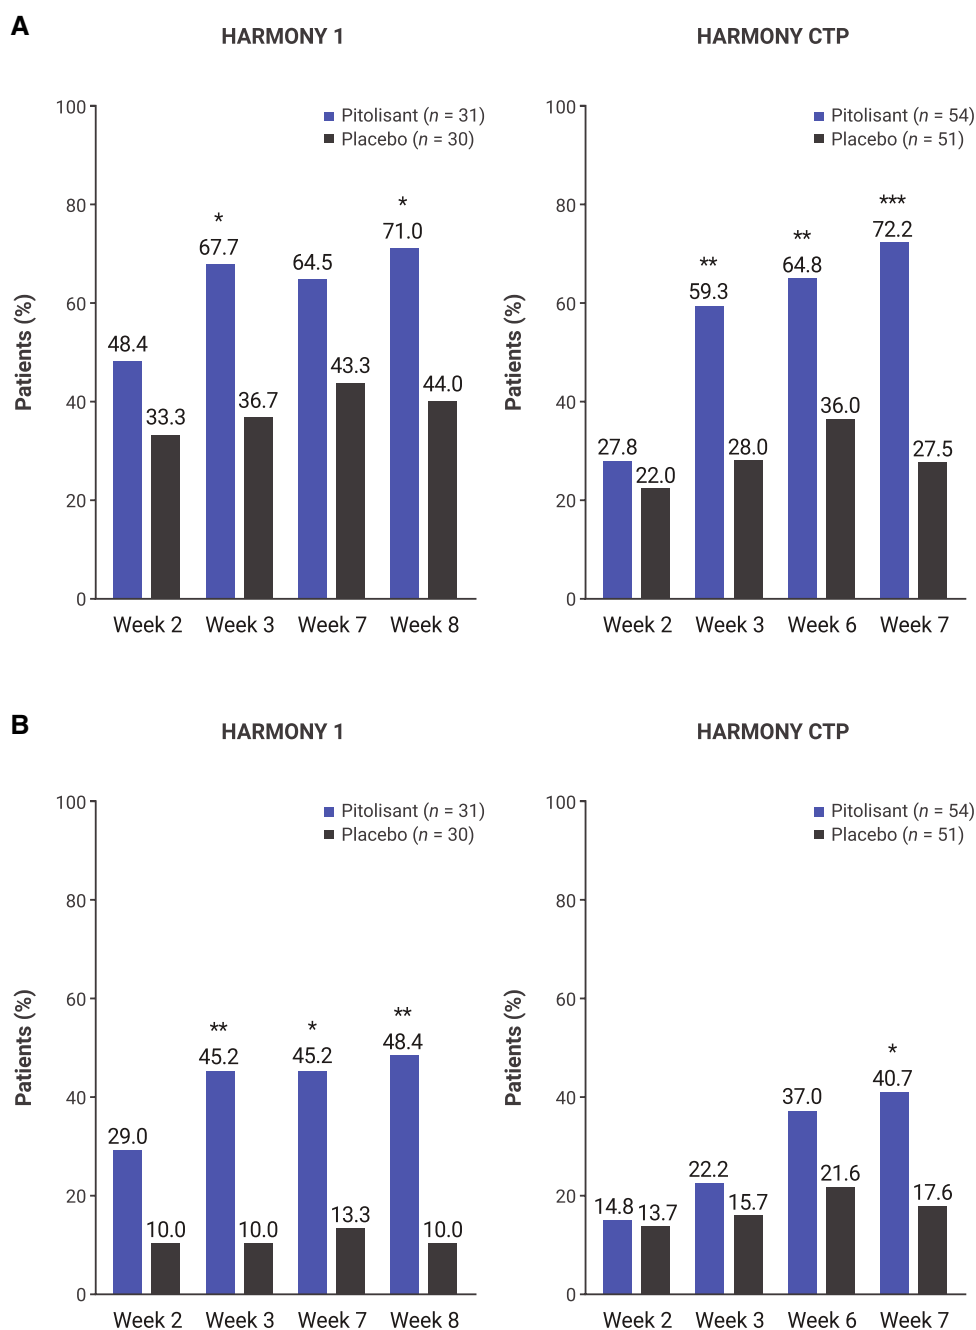 A
HARMONY 1
HARMONY CTP
100
80
60
40
20
0
Patients (%)
Pitolisant (n = 31)
Placebo (n = 30)
*
*
48.4
33.3
67.7
36.7
64.5
43.3
71.0
44.0
Week 2 Week 3 Week 7 Week 8
100
80
60
40
20
0
Patients (%)
Pitolisant (n = 54)
Placebo (n = 51)
**
**
***
27.8
22.0
59.3
28.0
64.8
36.0
72.2
27.5
Week 2 Week 3 Week 6 Week 7
B
HARMONY 1
HARMONY CTP
100
80
60
40
20
0
Patients (%)
Pitolisant (n = 31)
Placebo (n = 30)
**
*
**
29.0
10.0
45.2
10.0
45.2
13.3
48.4
10.0
Week 2 Week 3 Week 7 Week 8
100
80
60
40
20
0
Patients (%)
Pitolisant (n = 54)
Placebo (n = 51)
*
14.8
13.7
22.2
15.7
37.0
21.6
40.7
17.6
Week 2 Week 3 Week 6 Week 7